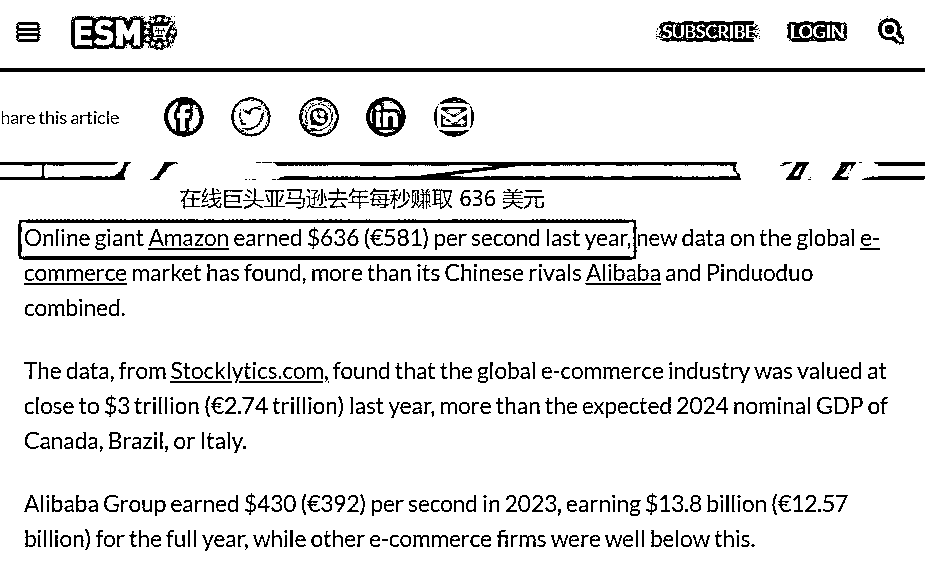 ESM
SUBSCRIBE
LOGIN
hare this article
在线巨头亚马逊去年每秒赚取 636 美元
Online giant Amazon earned $636 (€581) per second last year, new data on the global e-
commerce market has found, more than its Chinese rivals Alibaba and Pinduoduo
combined.
The data, from Stocklytics.com, found that the global e-commerce industry was valued at
close to $3 trillion (€2.74 trillion) last year, more than the expected 2024 nominal GDP of
Canada, Brazil, or Italy.
Alibaba Group earned $430 (€392) per second in 2023, earning $13.8 billion (€12.57
billion) for the full year, while other e-commerce firms were well below this.